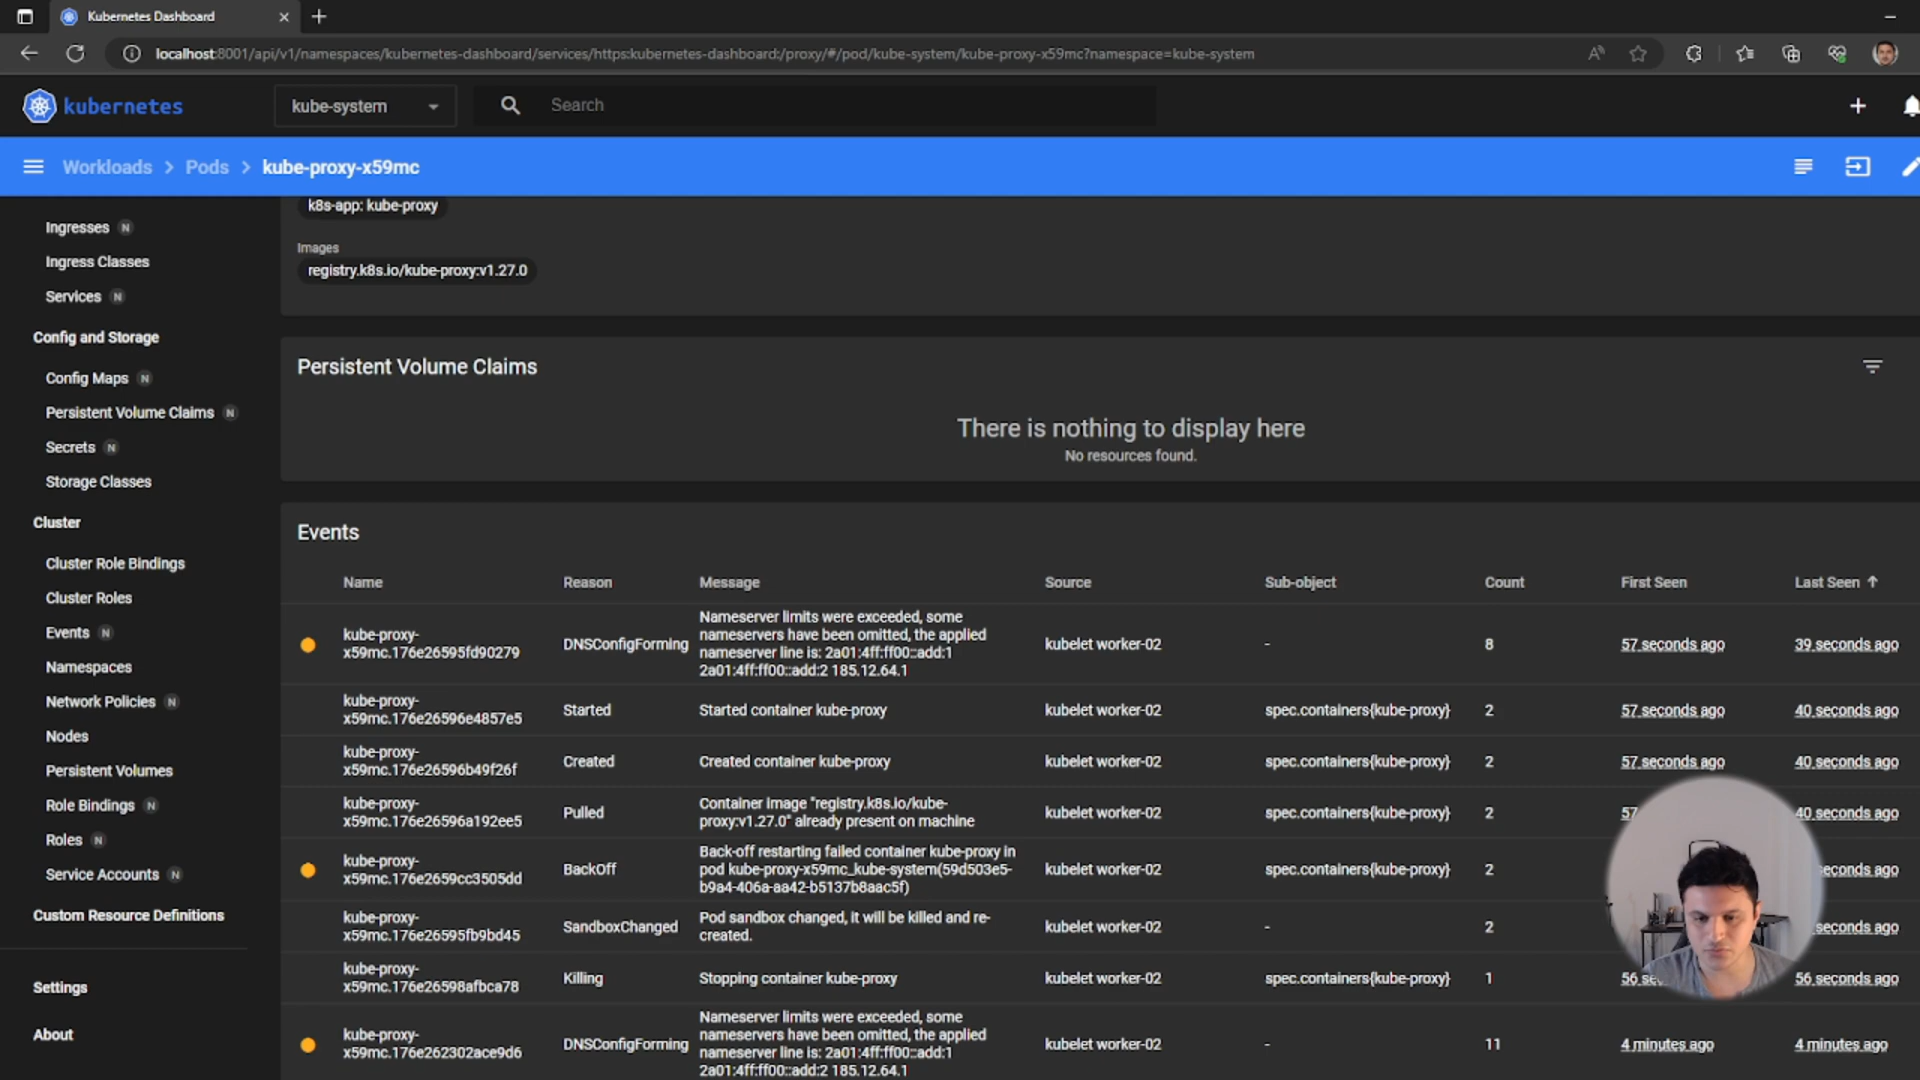 Kubernetes Dashboard
localhost:8001/api/v1/namespaces/kubernetes-dashboard/services/https:kubernetes-dashboard:/proxy/#/pod/kube-system/kube-proxy-x59mc?namespace=kube-system
kubernetes
kube-system
Search
Workloads > Pods > kube-proxy-x59mc
Ingresses N
Ingress Classes
Services N
Config and Storage
Config Maps N
Persistent Volume Claims N
Secrets N
Storage Classes
Cluster
Cluster Role Bindings
Cluster Roles
Events N
Namespaces
Network Policies N
Nodes
Persistent Volumes
Role Bindings N
Roles N
Service Accounts N
Custom Resource Definitions
Settings
About
k8s-app: kube-proxy
Images
registry.k8s.io/kube-proxy:v1.27.0
Persistent Volume Claims
There is nothing to display here
No resources found.
Events
Name Reason Message Source Sub-object Count First Seen Last Seen
kube-proxy-
x59mc.176e26595fd90279
DNSConfigForming
Nameserver limits were exceeded, some
nameservers have been omitted, the applied
nameserver line is: 2a01:4ff:ff00::add:1
2a01:4ff:ff00::add:2 185.12.64.1
kubelet worker-02 - 8 57 seconds ago 39 seconds ago
kube-proxy-
x59mc.176e26596e4857e5
Started
Started container kube-proxy
kubelet worker-02 spec.containers{kube-proxy} 2 57 seconds ago 40 seconds ago
kube-proxy-
x59mc.176e26596b49f26f
Created
Created container kube-proxy
kubelet worker-02 spec.containers{kube-proxy} 2 57 seconds ago 40 seconds ago
kube-proxy-
x59mc.176e26596a192ee5
Pulled
Container image "registry.k8s.io/kube-
proxy:v1.27.0" already present on machine
kubelet worker-02 spec.containers{kube-proxy} 2 57 40 seconds ago
kube-proxy-
x59mc.176e2659cc3505dd
BackOff
Back-off restarting failed container kube-proxy in
pod kube-proxy-x59mc_kube-system(59d503e5-
b9a4-406a-aa42-b5137b8aac5f)
kubelet worker-02 spec.containers{kube-proxy} 2 seconds ago
kube-proxy-
x59mc.176e26595fb9bd45
SandboxChanged
Pod sandbox changed, it will be killed and re-
created.
kubelet worker-02 - 2 seconds ago
kube-proxy-
x59mc.176e26598afbca78
Killing
Stopping container kube-proxy
kubelet worker-02 spec.containers{kube-proxy} 1 56 56 seconds ago
kube-proxy-
x59mc.176e262302ace9d6
DNSConfigForming
Nameserver limits were exceeded, some
nameservers have been omitted, the applied
nameserver line is: 2a01:4ff:ff00::add:1
2a01:4ff:ff00::add:2 185.12.64.1
kubelet worker-02 - 11 4 minutes ago 4 minutes ago